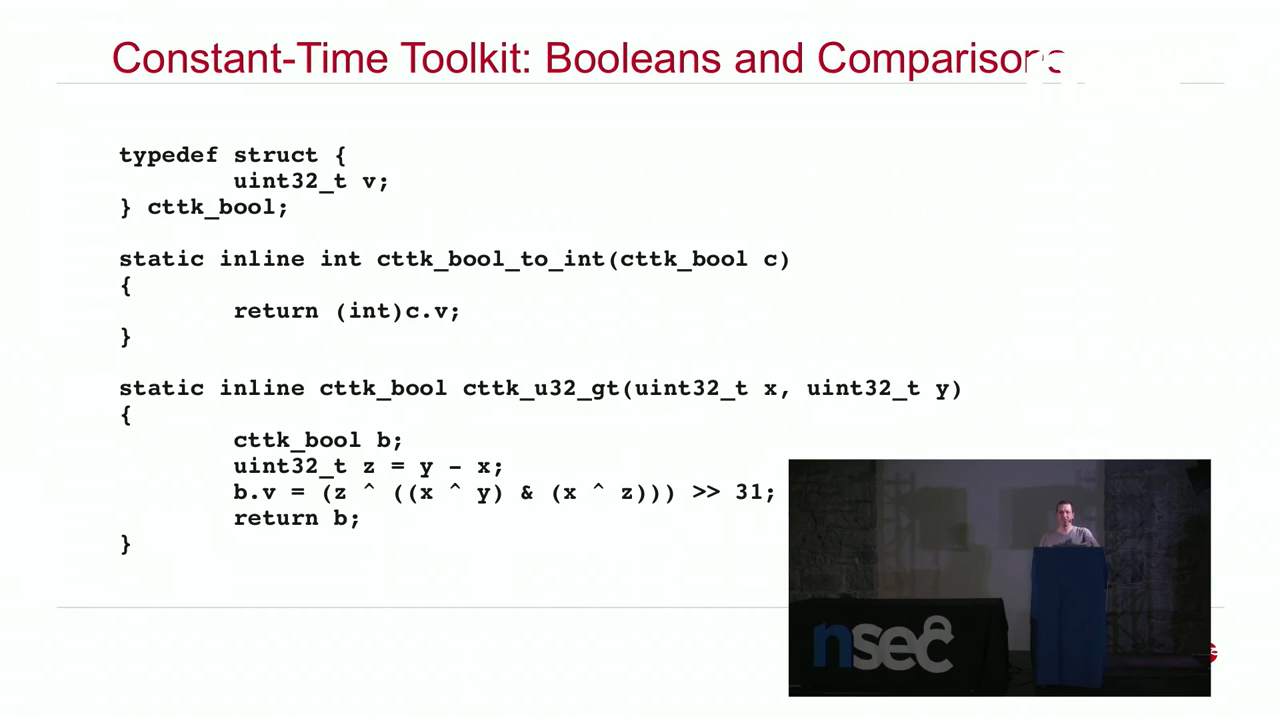 Constant-Time Toolkit: Booleans and Comparisons
typedef struct {
uint32_t v;
} cttk_bool;
static inline int cttk_bool_to_int(cttk_bool c)
{
return (int)c.v;
}
static inline cttk_bool cttk_u32_gt(uint32_t x, uint32_t y)
{
cttk_bool b;
uint32_t z = y - x;
b.v = (z ^ ((x ^ y) & (x ^ z))) >> 31;
return b;
}
nsec